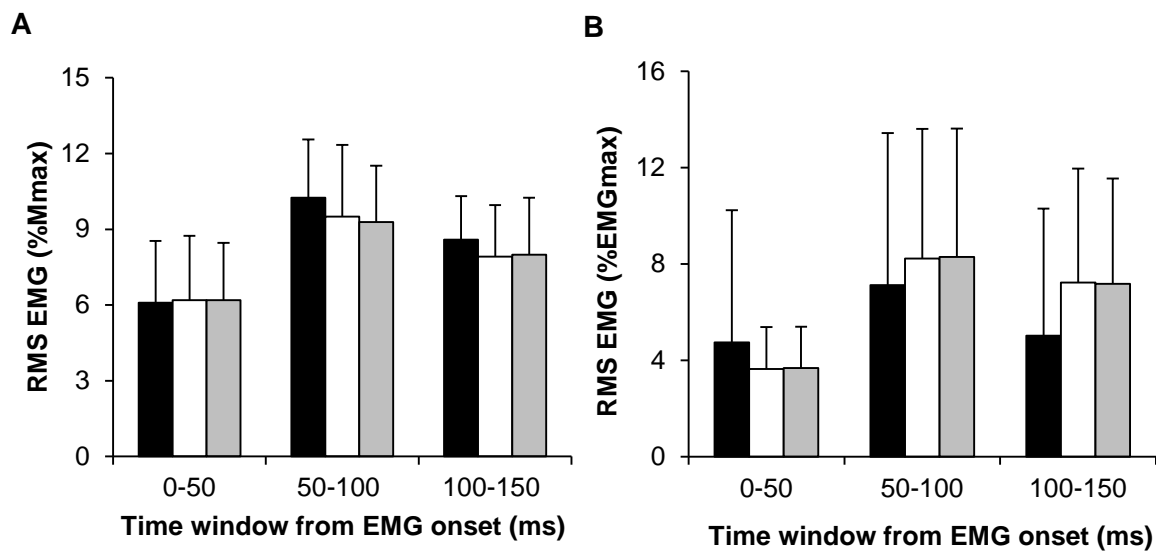 A
RMS EMG (%Mmax)
15
12
9
6
3
0
0-50
50-100
100-150
Time window from EMG onset (ms)
B
RMS EMG (%EMGmax)
16
12
8
4
0
0-50
50-100
100-150
Time window from EMG onset (ms)